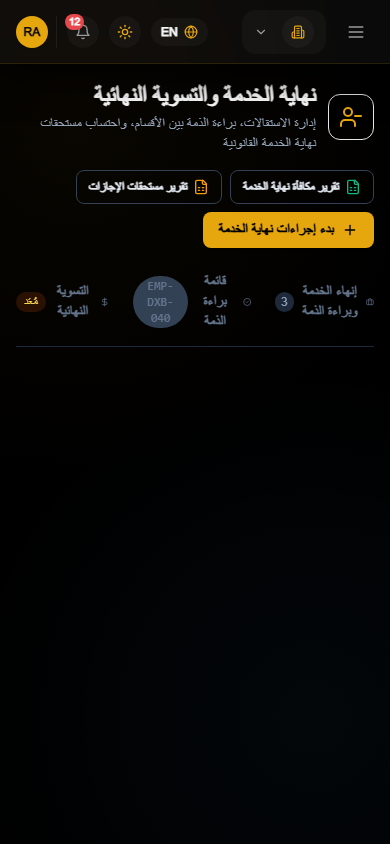 RA
12
EN
نهاية الخدمة والتسوية النهائية
إدارة الاستقالات، براءة الذمة بين الأقسام، واحتساب مستحقات
نهاية الخدمة القانونية
تقرير مكافأة نهاية الخدمة
تقرير مستحقات الإجازات
بدء إجراءات نهاية الخدمة
إنهاء الخدمة
وبراءة الذمة
3
قائمة
براءة
الذمة
EMP-
DXB-
040
$
التسوية
النهائية